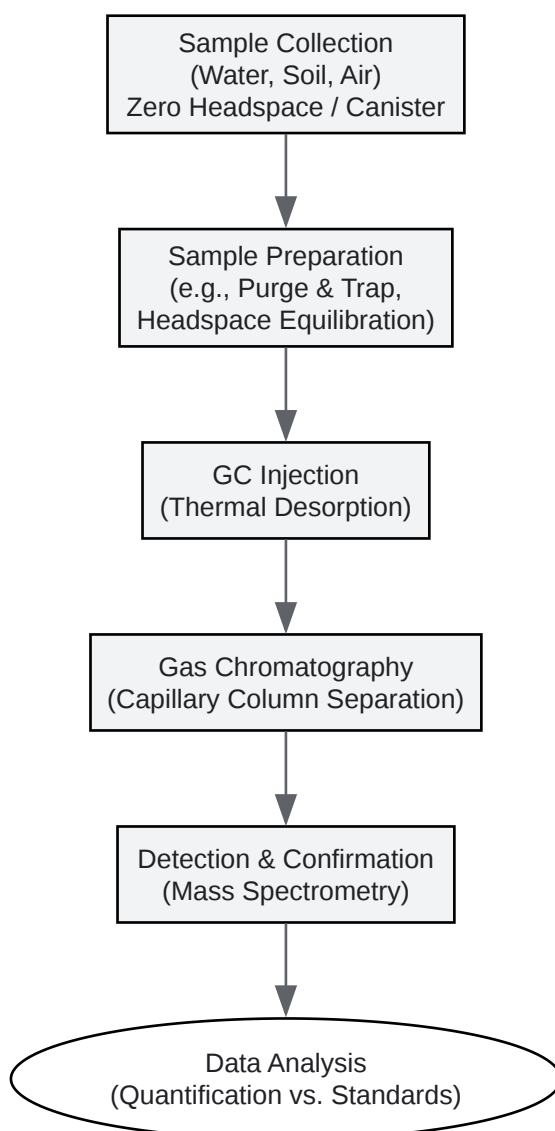 Sample Collection
(Water, Soil, Air)
Zero Headspace / Canister
Sample Preparation
(e.g., Purge & Trap,
Headspace Equilibration)
GC Injection
(Thermal Desorption)
Gas Chromatography
(Capillary Column Separation)
Detection & Confirmation
(Mass Spectrometry)
Data Analysis
(Quantification vs. Standards)